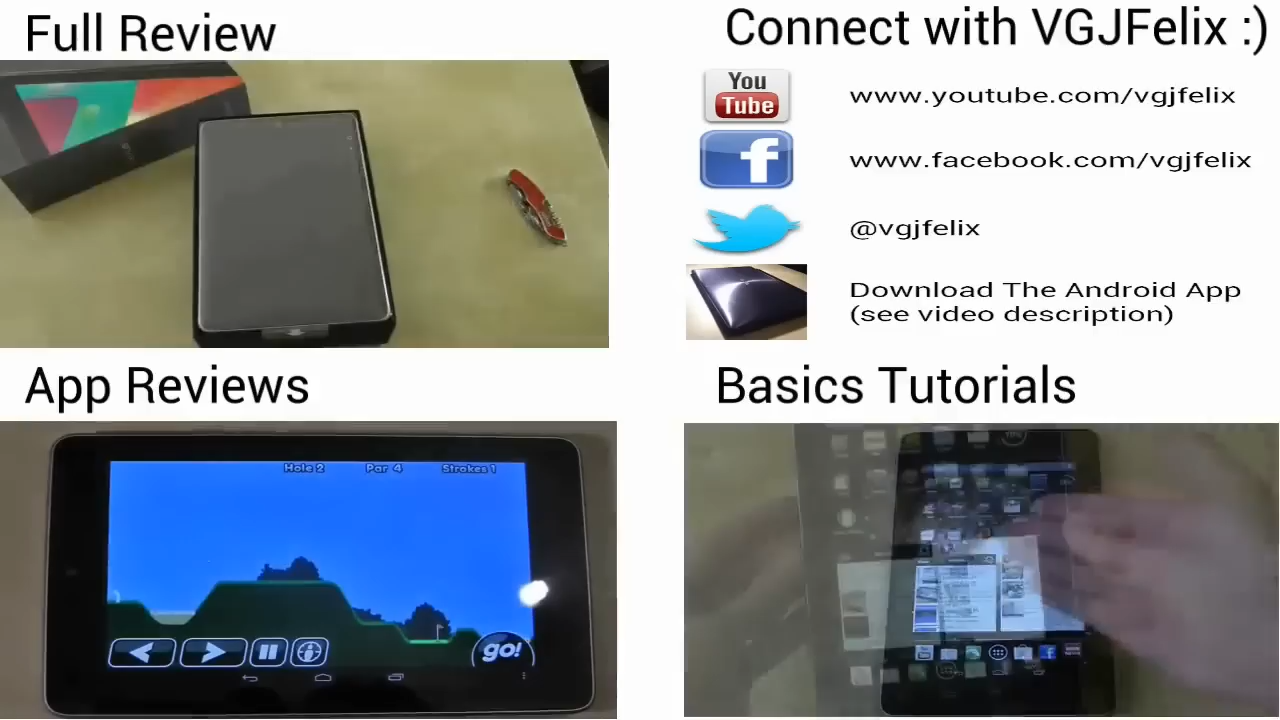 Full Review
Connect with VGJFelix :)
You
Tube
www.youtube.com/vgjfelix
f
www.facebook.com/vgjfelix
@vgjfelix
Download The Android App
(see video description)
App Reviews
Basics Tutorials
Hole 2 Par 4 Strokes 1
go!